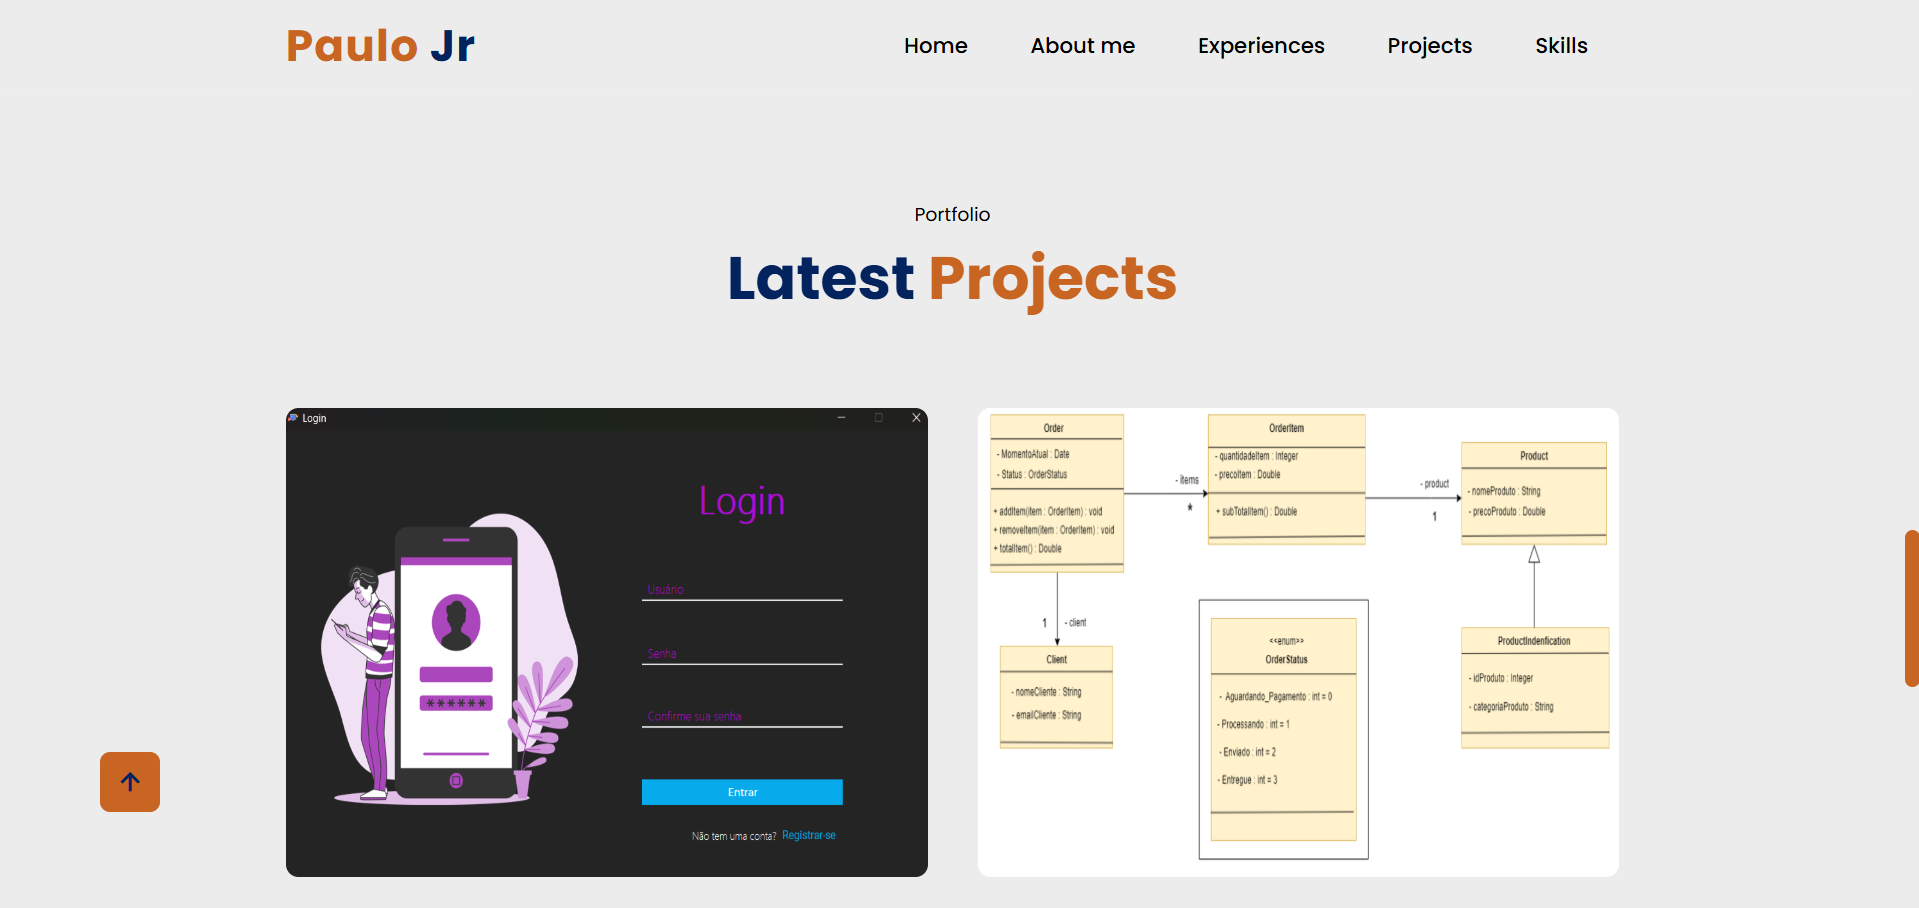 Paulo Jr
Home
About me
Experiences
Projects
Skills
Portfolio
Latest Projects
Login
Login
Usuário
Senha
Confirme sua senha
******
Entrar
Não tem uma conta? Registrar-se
Order
- MomentoAtual : Date
- Status : OrderStatus
+ addItem(item : OrderItem) : void
+ removeItem(item : OrderItem) : void
+ totalItem() : Double
- items
*
OrderItem
- quantidadeItem : Integer
- precoItem : Double
+ subTotalItem() : Double
- product
1
Product
- nomeProduto : String
- precoProduto : Double
1
- client
Client
- nomeCliente : String
- emailCliente : String
<<enum>>
OrderStatus
- Aguardando_Pagamento : int = 0
- Processando : int = 1
- Enviado : int = 2
- Entregue : int = 3
ProductIndenfication
- idProduto : Integer
- categoriaProduto : String